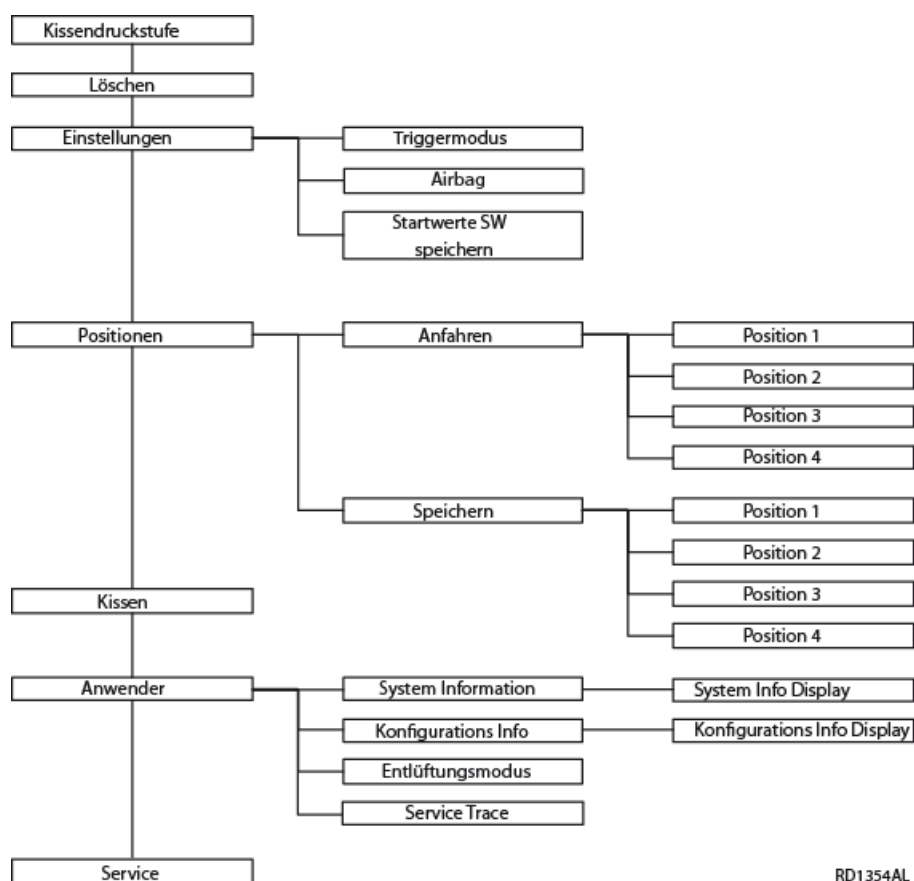 Kissendruckstufe
Löschen
Einstellungen
Triggermodus
Airbag
Startwerte SW
speichern
Positionen
Anfahren
Position 1
Position 2
Position 3
Position 4
Speichern
Position 1
Position 2
Position 3
Position 4
Kissen
Anwender
System Information
System Info Display
Konfigurations Info
Konfigurations Info Display
Entlüftungsmodus
Service Trace
Service
RD1354AL